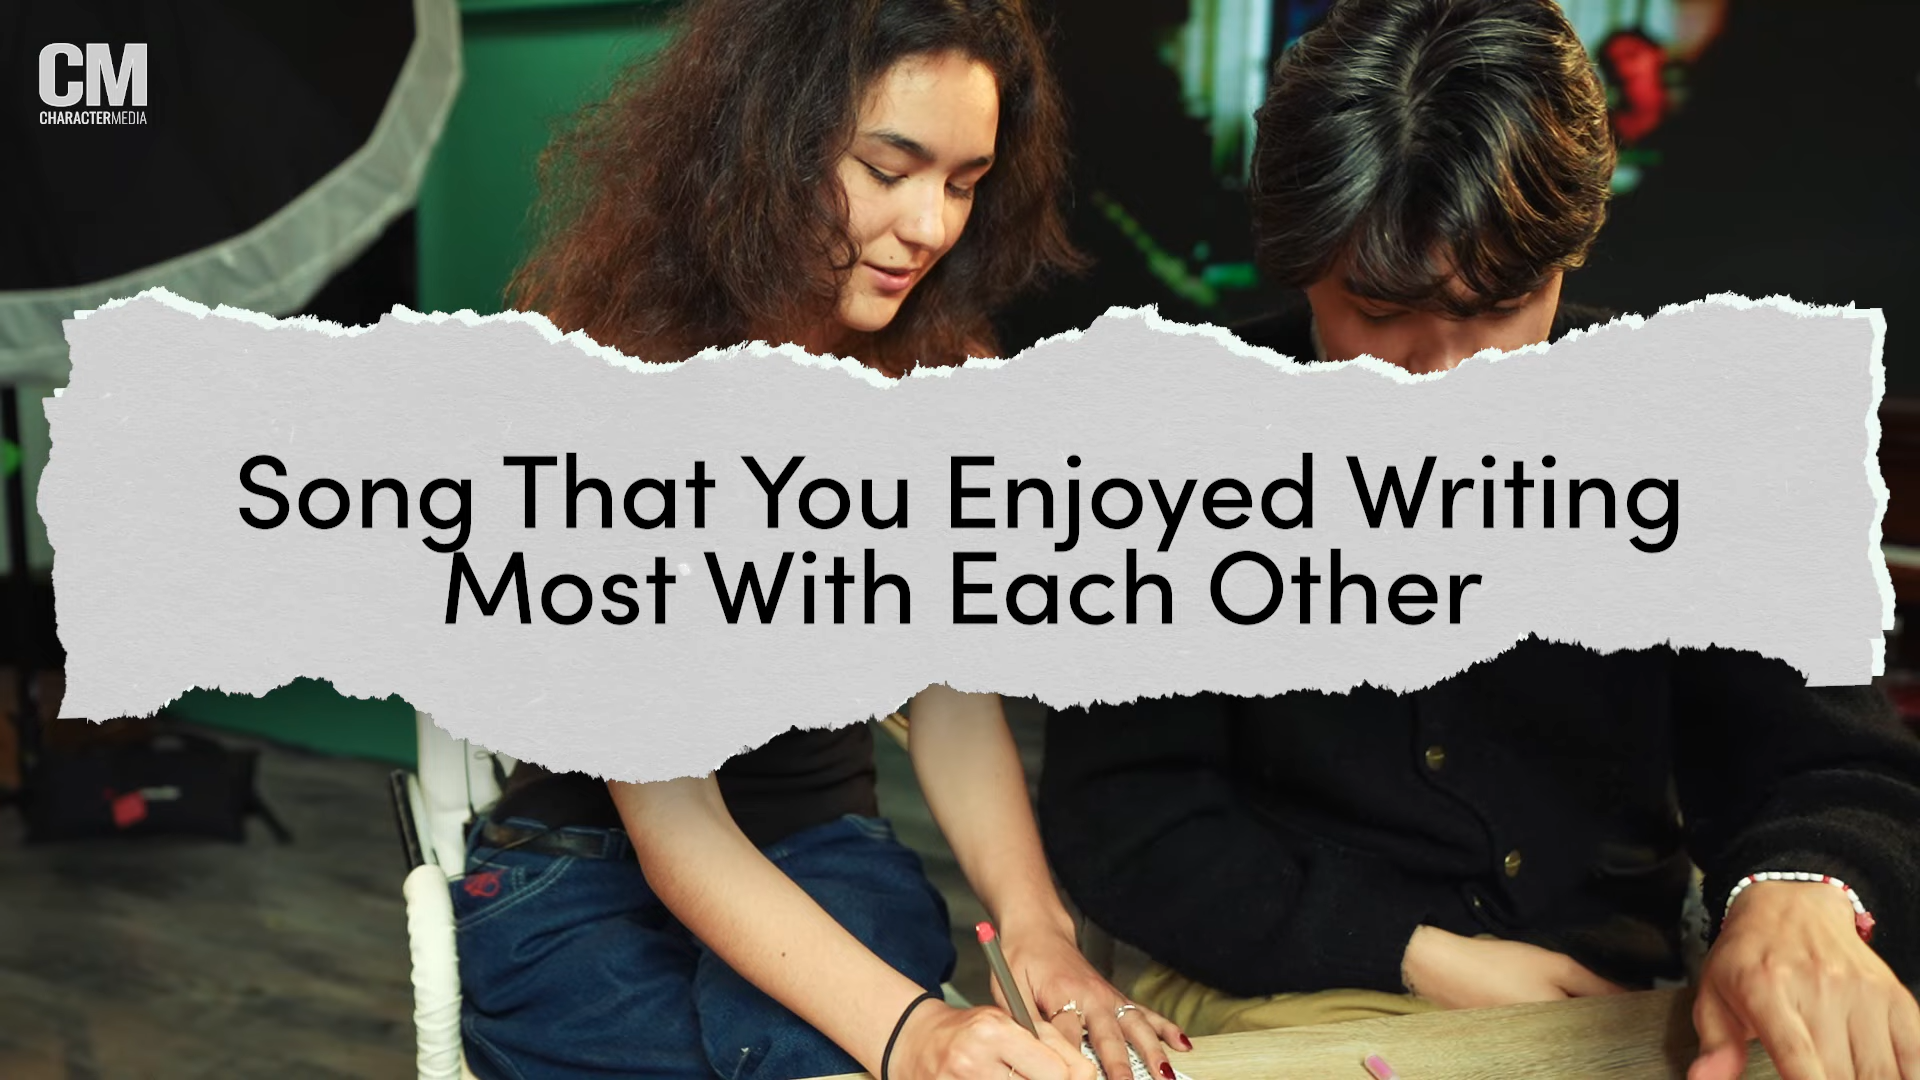 CM
CHARACTERMEDIA
Song That You Enjoyed Writing
Most With Each Other